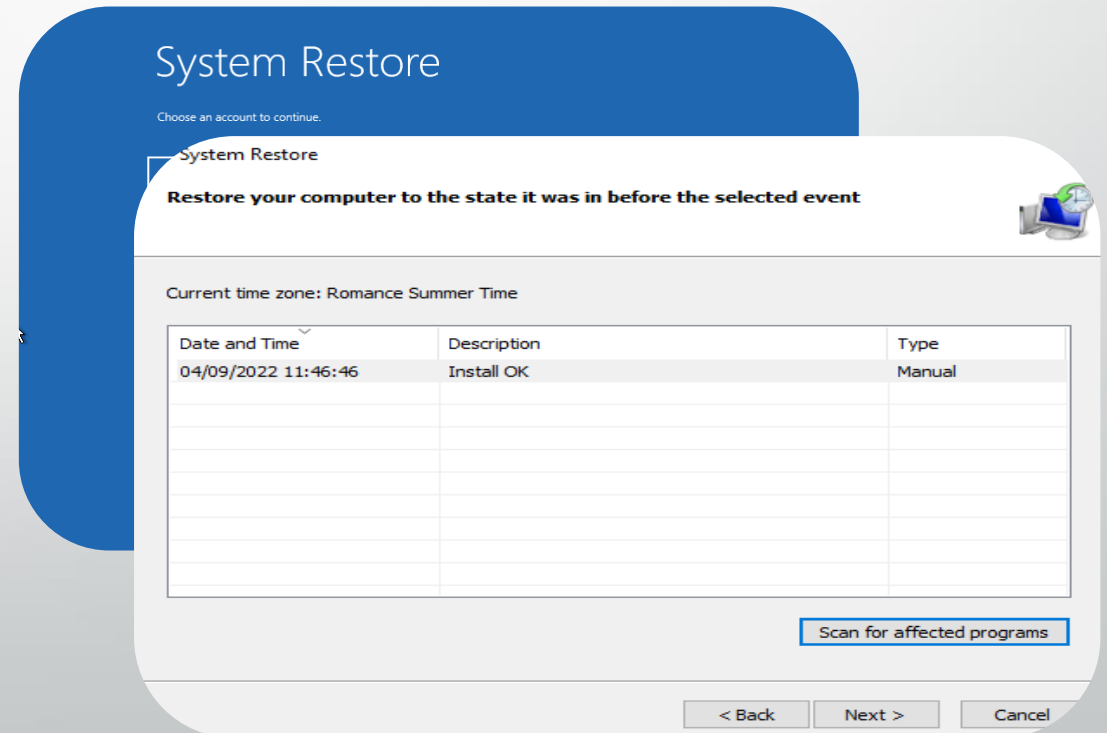 System Restore
Choose an account to continue.
System Restore
Restore your computer to the state it was in before the selected event
Current time zone: Romance Summer Time
Date and Time Description Type
04/09/2022 11:46:46 Install OK Manual
Scan for affected programs
< Back Next > Cancel